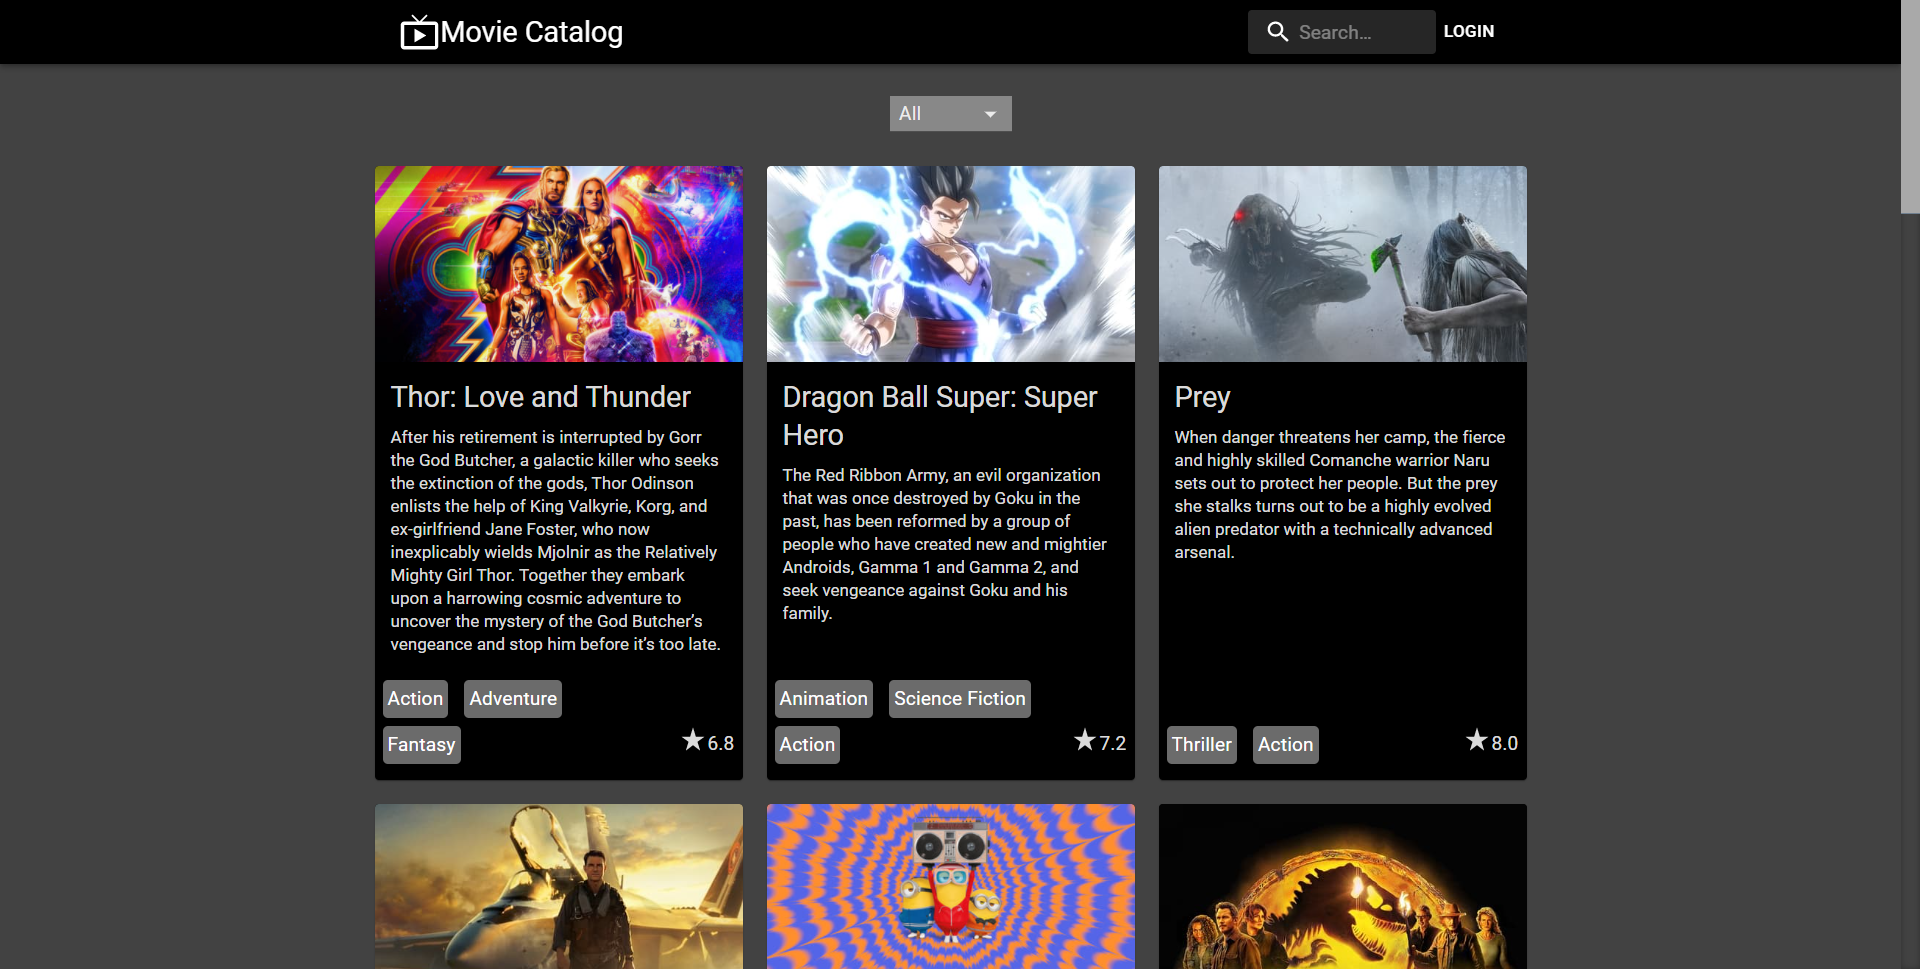 Movie Catalog
Search…
LOGIN
All
Thor: Love and Thunder
After his retirement is interrupted by Gorr
the God Butcher, a galactic killer who seeks
the extinction of the gods, Thor Odinson
enlists the help of King Valkyrie, Korg, and
ex-girlfriend Jane Foster, who now
inexplicably wields Mjolnir as the Relatively
Mighty Girl Thor. Together they embark
upon a harrowing cosmic adventure to
uncover the mystery of the God Butcher’s
vengeance and stop him before it’s too late.
Action
Adventure
Fantasy
6.8
Dragon Ball Super: Super
Hero
The Red Ribbon Army, an evil organization
that was once destroyed by Goku in the
past, has been reformed by a group of
people who have created new and mightier
Androids, Gamma 1 and Gamma 2, and
seek vengeance against Goku and his
family.
Animation
Science Fiction
Action
7.2
Prey
When danger threatens her camp, the fierce
and highly skilled Comanche warrior Naru
sets out to protect her people. But the prey
she stalks turns out to be a highly evolved
alien predator with a technically advanced
arsenal.
Thriller
Action
8.0